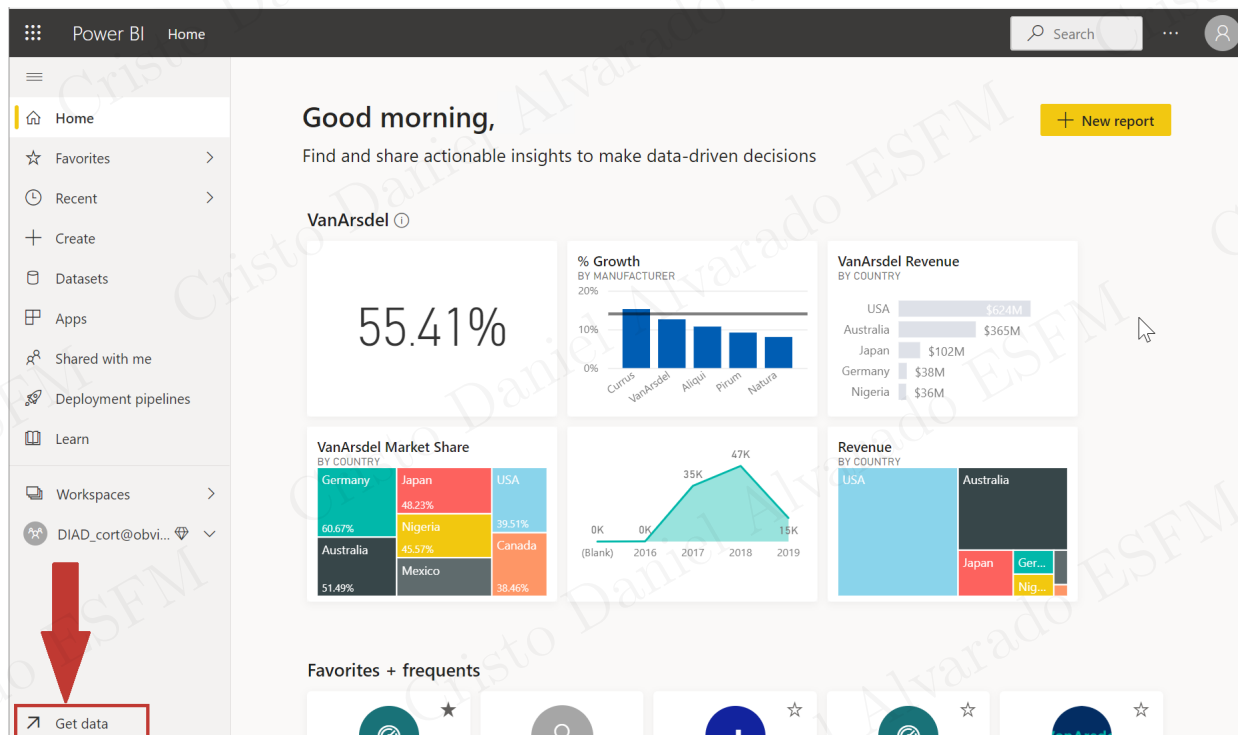 Power BI Home Search ...
Home
Good morning,
New report
Favorites
Find and share actionable insights to make data-driven decisions
Recent
VanArsdel
Create
Datasets
Apps
Shared with me
Deployment pipelines
Learn
Workspaces
DIAD_cort@obvi...
Get data
55.41%
% Growth
BY MANUFACTURER
20%
10%
0%
Currus VanArsdel Aliqui Pirum Natura
VanArsdel Revenue
BY COUNTRY
USA $624M
Australia $365M
Japan $102M
Germany $38M
Nigeria $36M
VanArsdel Market Share
BY COUNTRY
Germany Japan USA
48.23%
60.67% Nigeria 39.51%
Australia 45.57% Canada
Mexico
51.49% 38.46%
47K
35K
0K 0K 15K
(Blank) 2016 2017 2018 2019
Revenue
BY COUNTRY
USA Australia
Japan Ger...
Nig...
Favorites + frequents
Cristo Daniel Alvarado ESFM